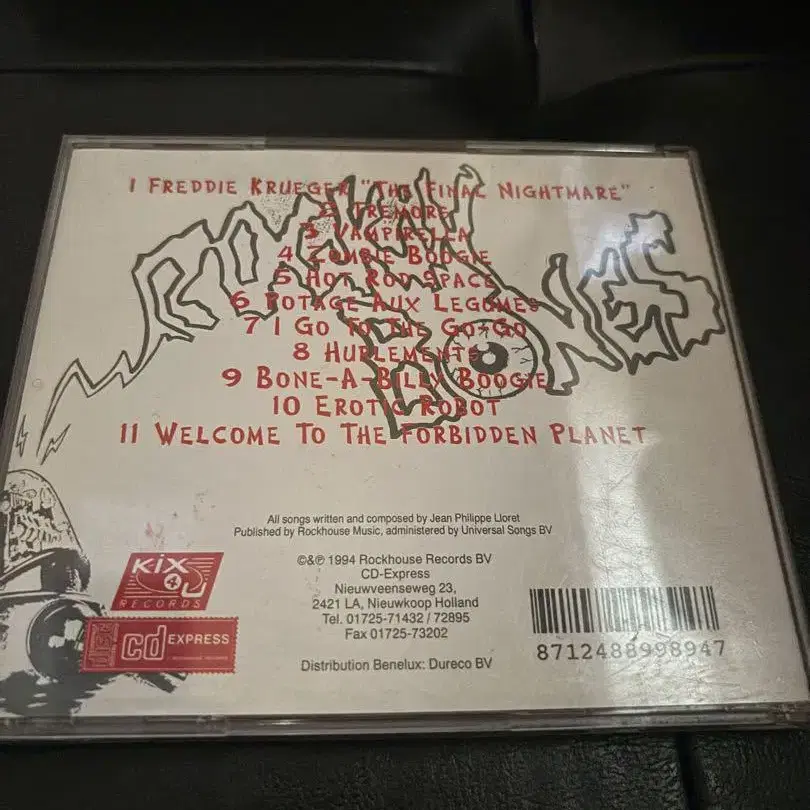 1 FREDDIE KRUEGER "THE FINAL NIGHTMARE"
2 TREMORE
3 VAMPIRELLA
4 ZOMBIE BOOGIE
5 HOT ROD SPACE
6 POTAGE AUX LEGUMES
7 I GO TO THE GO-GO
8 HURLEMENTS
9 BONE-A-BILLY BOOGIE
10 EROTIC ROBOT
11 WELCOME TO THE FORBIDDEN PLANET
BONES
All songs written and composed by Jean Philippe Lloret
Published by Rockhouse Music, administered by Universal Songs BV
©&℗ 1994 Rockhouse Records BV
CD-Express
Nieuwveenseweg 23,
2421 LA, Nieuwkoop Holland
Tel. 01725-71432 / 72895
Fax 01725-73202
Distribution Benelux: Dureco BV
KIX
4 U
RECORDS
cd EXPRESS
8712488998947